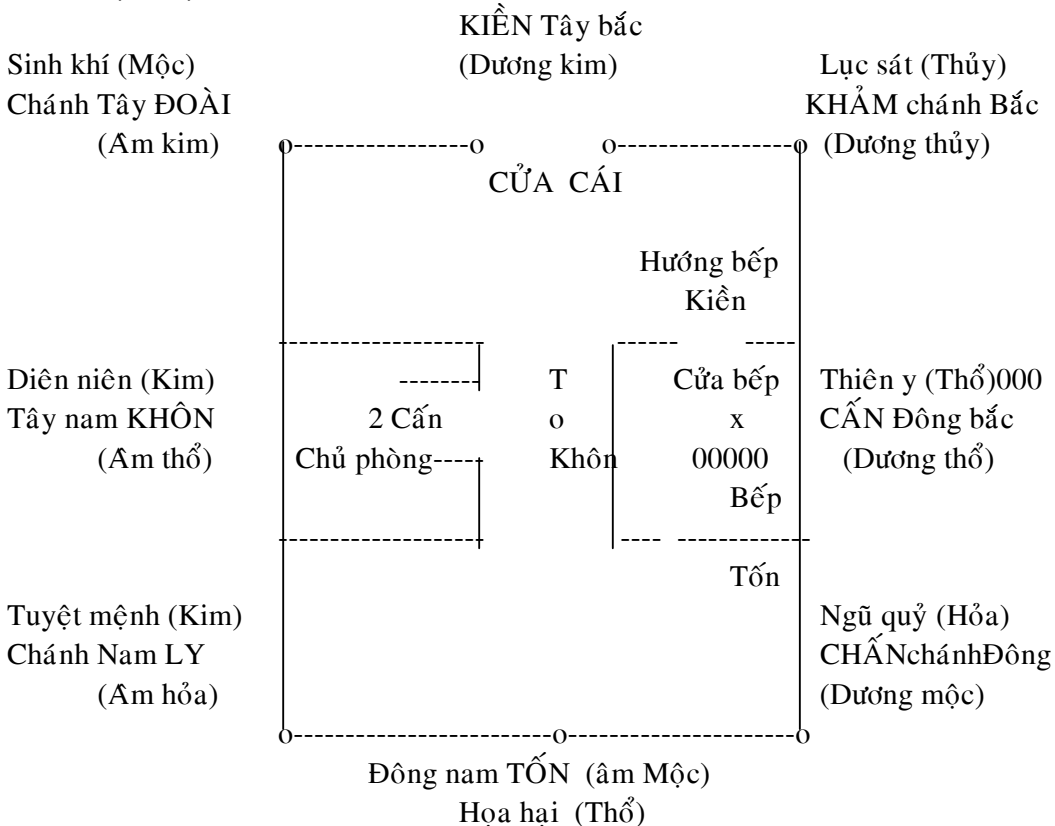 KIỀN Tây bắc
Sinh khí (Mộc) (Dương kim) Lục sát (Thủy)
Chánh Tây ĐOÀI KHẢM chánh Bắc
(Âm kim) o-----------------o o----------------o (Dương thủy)
CỬA CÁI
Hướng bếp
Kiền
------------------- ------ -----
Diên niên (Kim) -------- T Cửa bếp Thiên y (Thổ)000
Tây nam KHÔN 2 Cấn o x CẤN Đông bắc
(Âm thổ) Chủ phòng----- Khôn 00000 (Dương thổ)
Bếp
------------------- ---- -------------
Tốn
Tuyệt mệnh (Kim) Ngũ quỷ (Hỏa)
Chánh Nam LY CHẤNchánhĐông
(Âm hỏa) (Dương mộc)
o-------------------------o----------------------o
Đông nam TỐN (âm Mộc)
Họa hại (Thổ)